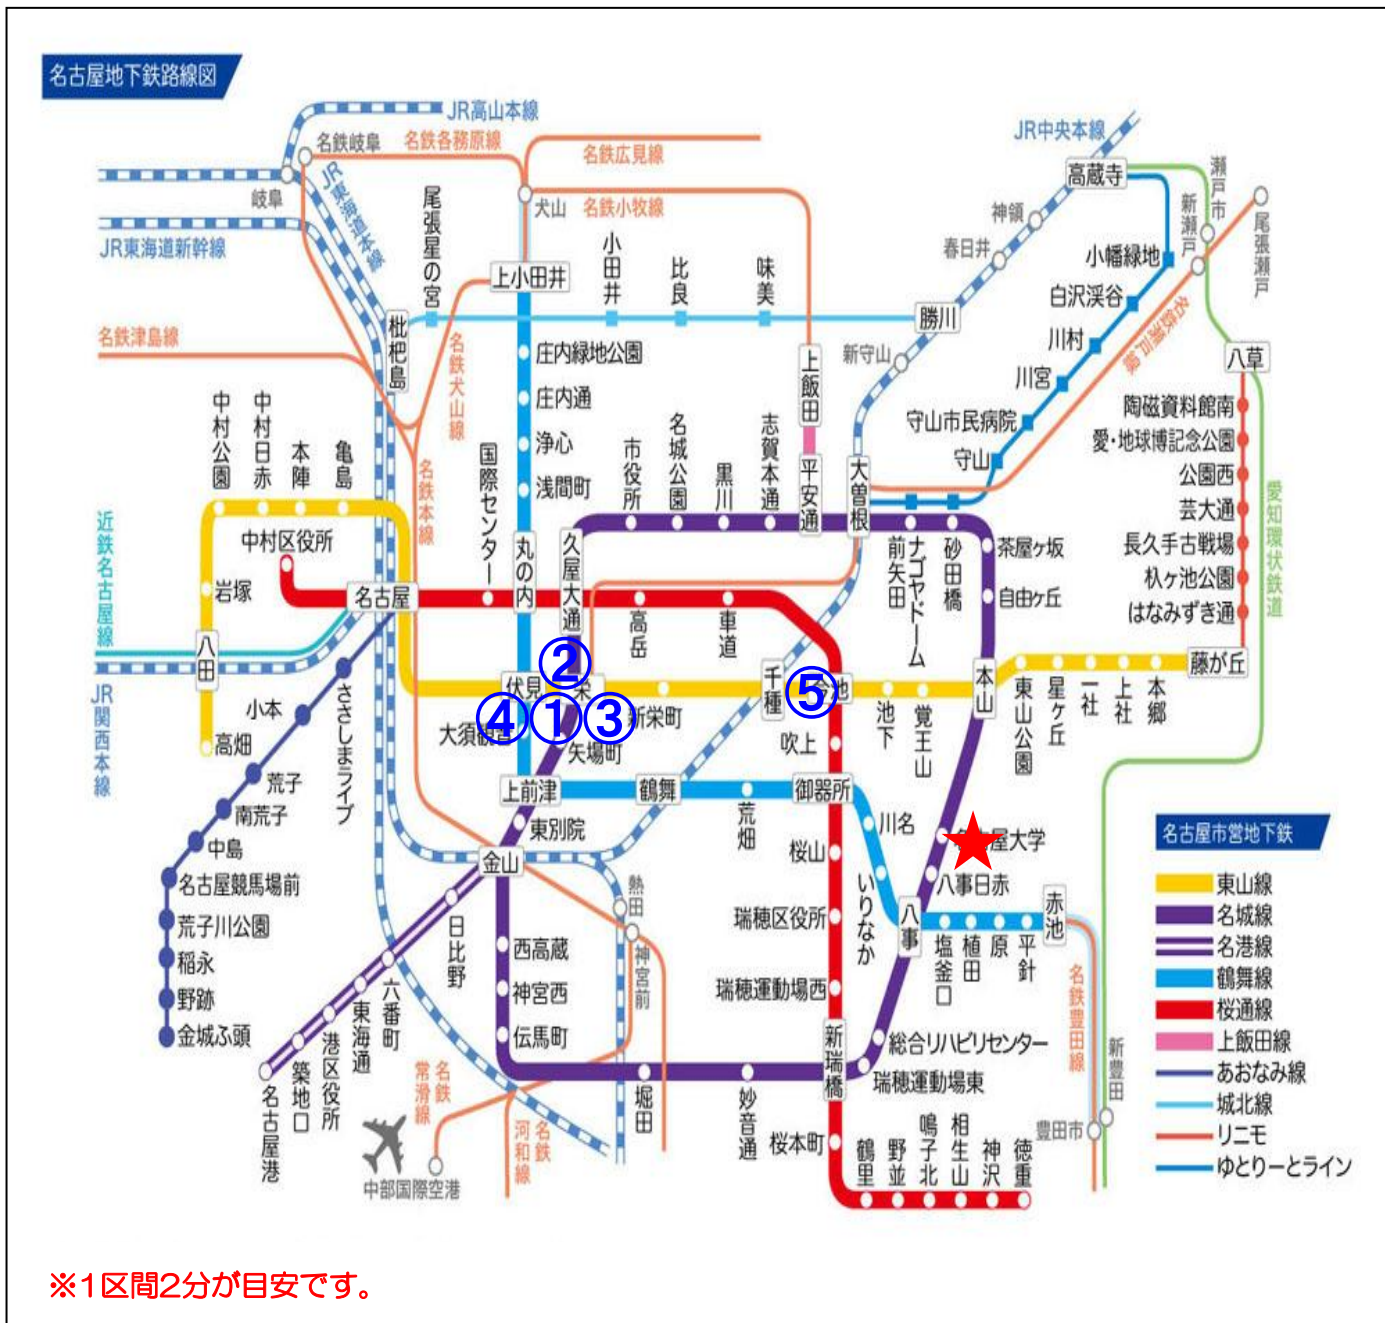 名古屋地下鉄路線図
JR高山本線
名鉄岐阜
名鉄各務原線
名鉄広見線
JR中央本線
高蔵寺
瀬戸市
新瀬戸
尾張瀬戸
岐阜
JR東海道本線
尾張星の宮
犬山
名鉄小牧線
神領
JR東海道新幹線
上小田井
小田井
比良
味美
春日井
小幡緑地
白沢渓谷
名鉄津島線
枇杷島
名鉄犬山線
勝川
新守山
川村
名鉄瀬戸線
八草
庄内緑地公園
上飯田
川宮
中村公園
中村日赤
本陣
亀島
庄内通
陶磁資料館南
守山市民病院
愛・地球博記念公園
浄心
国際センター
市役所
名城公園
黒川
志賀本通
平安通
大曽根
守山
公園西
浅間町
名鉄本線
芸大通
愛知環状鉄道
近鉄名古屋線
中村区役所
丸の内
久屋大通
ナゴヤドーム前矢田
砂田橋
茶屋ヶ坂
長久手古戦場
杁ヶ池公園
岩塚
名古屋
高岳
車道
自由ヶ丘
はなみずき通
八田
②
千種
⑤
今池
本山
藤が丘
JR関西本線
ささしまライブ
伏見
栄
④
①
③
新栄町
池下
覚王山
東山公園
星ヶ丘
一社
上社
本郷
小本
大須観音
矢場町
吹上
高畑
荒子
上前津
鶴舞
荒畑
御器所
南荒子
東別院
川名
名古屋大学
名古屋市営地下鉄
中島
金山
桜山
いりなか
八事日赤
東山線
名古屋競馬場前
熱田
八事
赤池
名城線
荒子川公園
日比野
瑞穂区役所
塩釜口
植田
原
平針
名港線
稲永
西高蔵
神宮前
鶴舞線
野跡
六番町
神宮西
瑞穂運動場西
名鉄豊田線
桜通線
金城ふ頭
東海通
伝馬町
新瑞橋
総合リハビリセンター
新豊田
上飯田線
港区役所
名鉄常滑線
瑞穂運動場東
あおなみ線
築地口
堀田
妙音通
城北線
名古屋港
名鉄河和線
桜本町
鶴里
野並
鳴子北
相生山
神沢
徳重
豊田市
リニモ
中部国際空港
ゆとりーとライン
※1区間2分が目安です。